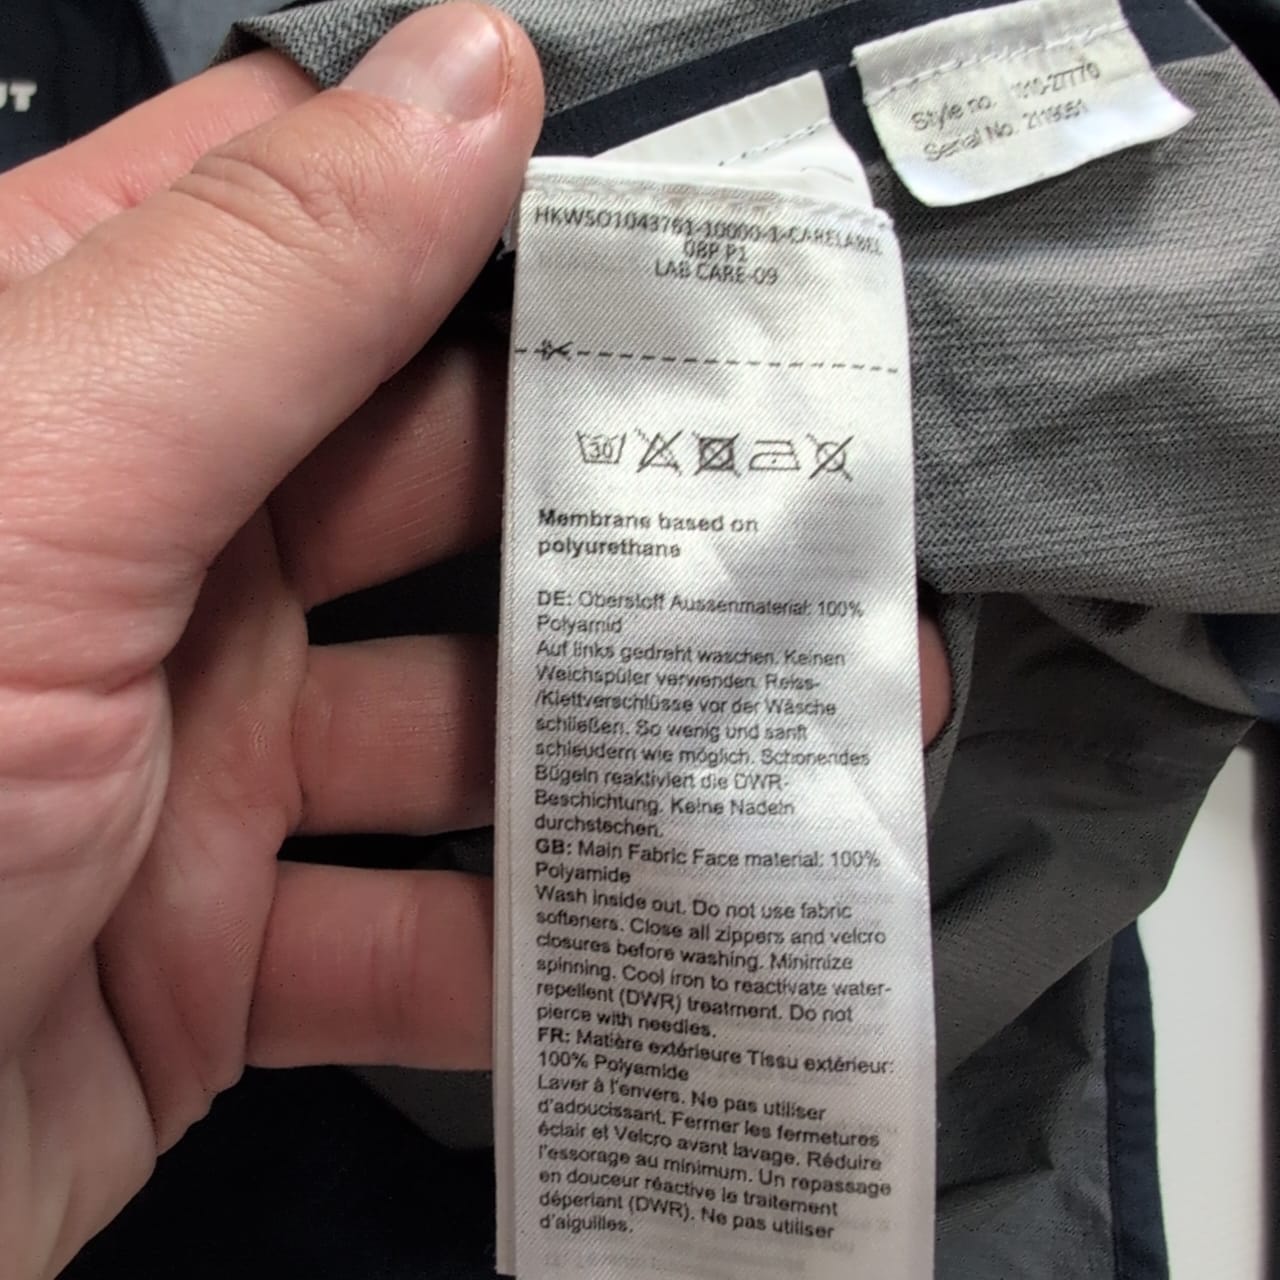 UT
Style no. 1010-27770
Serial No. 2119051
HKWSO1043761-10000-1-CARELABEL
08P P1
LAB CARE-09
30
Membrane based on
polyurethane
DE: Oberstoff Aussenmaterial: 100%
Polyamid
Auf links gedreht waschen. Keinen
Weichspüler verwenden. Reiss-
/Klettverschlüsse vor der Wäsche
schließen. So wenig und sanft
schleudern wie möglich. Schonendes
Bügeln reaktiviert die DWR-
Beschichtung. Keine Nadeln
durchstechen.
GB: Main Fabric Face material: 100%
Polyamide
Wash inside out. Do not use fabric
softeners. Close all zippers and velcro
closures before washing. Minimize
spinning. Cool iron to reactivate water-
repellent (DWR) treatment. Do not
pierce with needles.
FR: Matière extérieure Tissu extérieur:
100% Polyamide
Laver à l'envers. Ne pas utiliser
d'adoucissant. Fermer les fermetures
éclair et Velcro avant lavage. Réduire
l'essorage au minimum. Un repassage
en douceur réactive le traitement
déperlant (DWR). Ne pas utiliser
d'aiguilles.